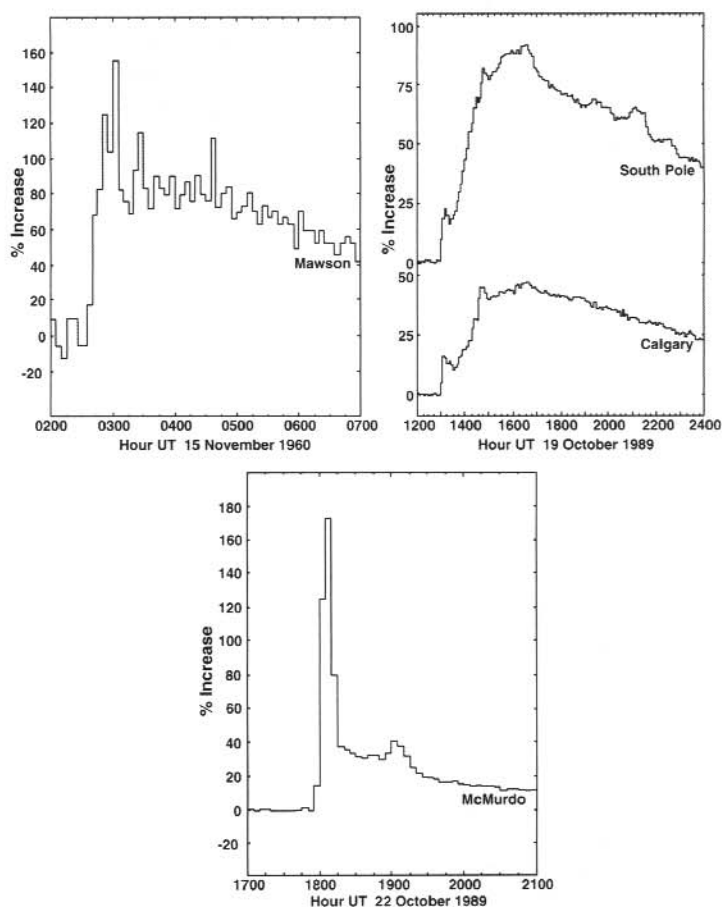 160
140
120
100
80
60
40
20
0
-20
% Increase
Mawson
0200 0300 0400 0500 0600 0700
Hour UT 15 November 1960
100
75
50
25
0
50
25
0
% Increase
South Pole
Calgary
1200 1400 1600 1800 2000 2200 2400
Hour UT 19 October 1989
180
160
140
120
100
80
60
40
20
0
-20
% Increase
McMurdo
1700 1800 1900 2000 2100
Hour UT 22 October 1989